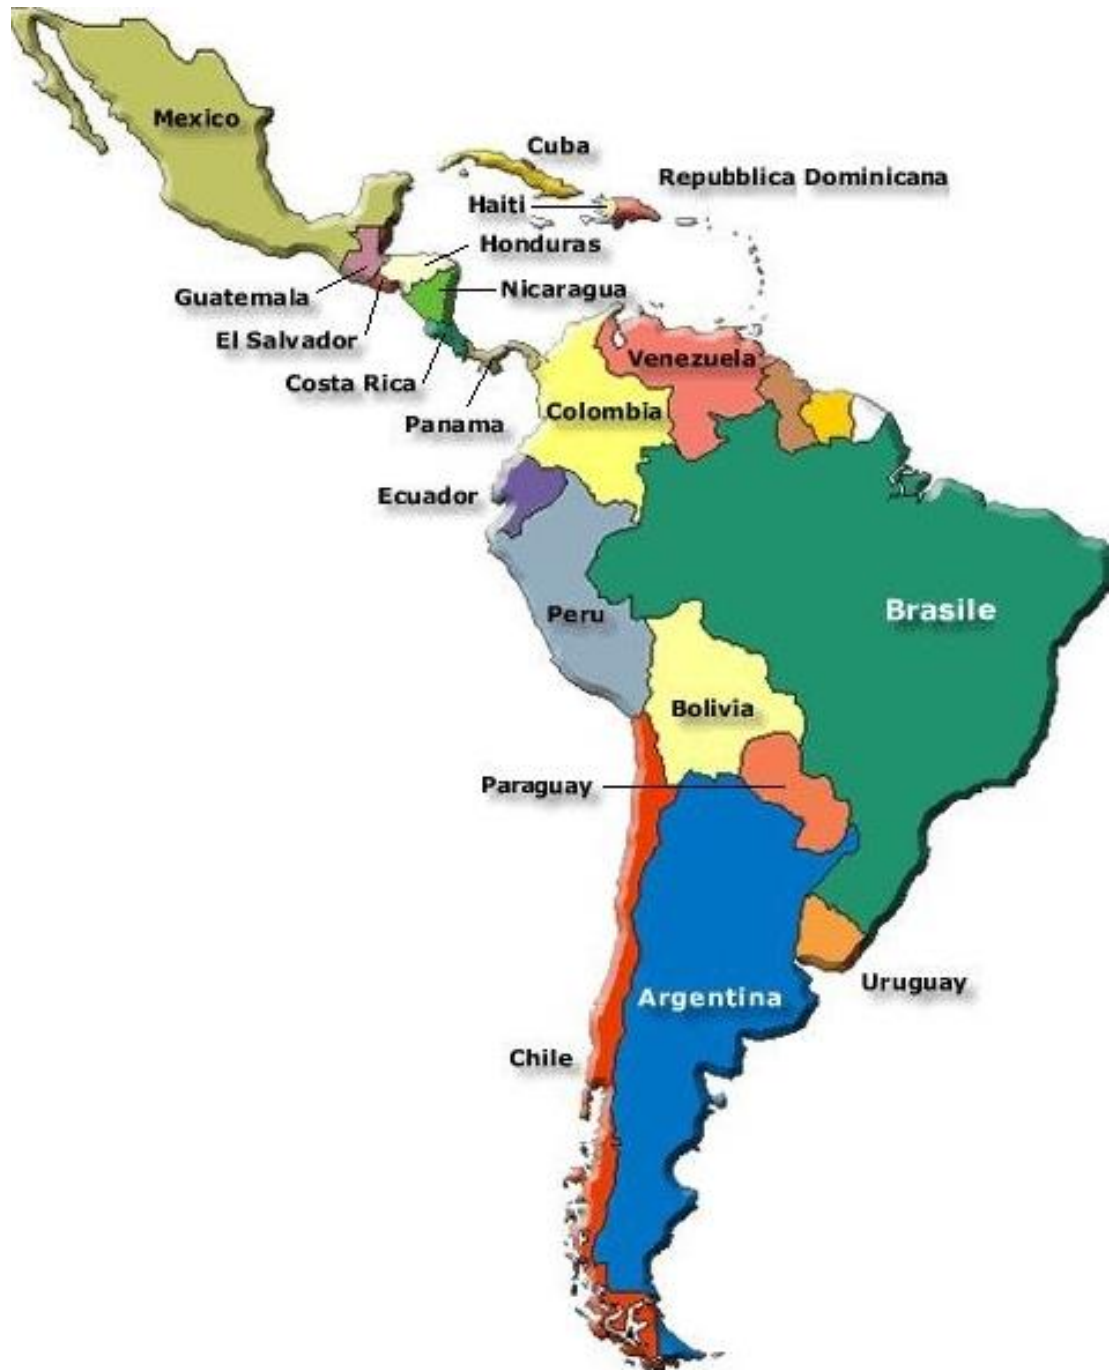 Mexico
Cuba
Repubblica Dominicana
Haiti
Honduras
Guatemala
Nicaragua
El Salvador
Venezuela
Costa Rica
Colombia
Panama
Ecuador
Brasile
Peru
Bolivia
Paraguay
Uruguay
Argentina
Chile